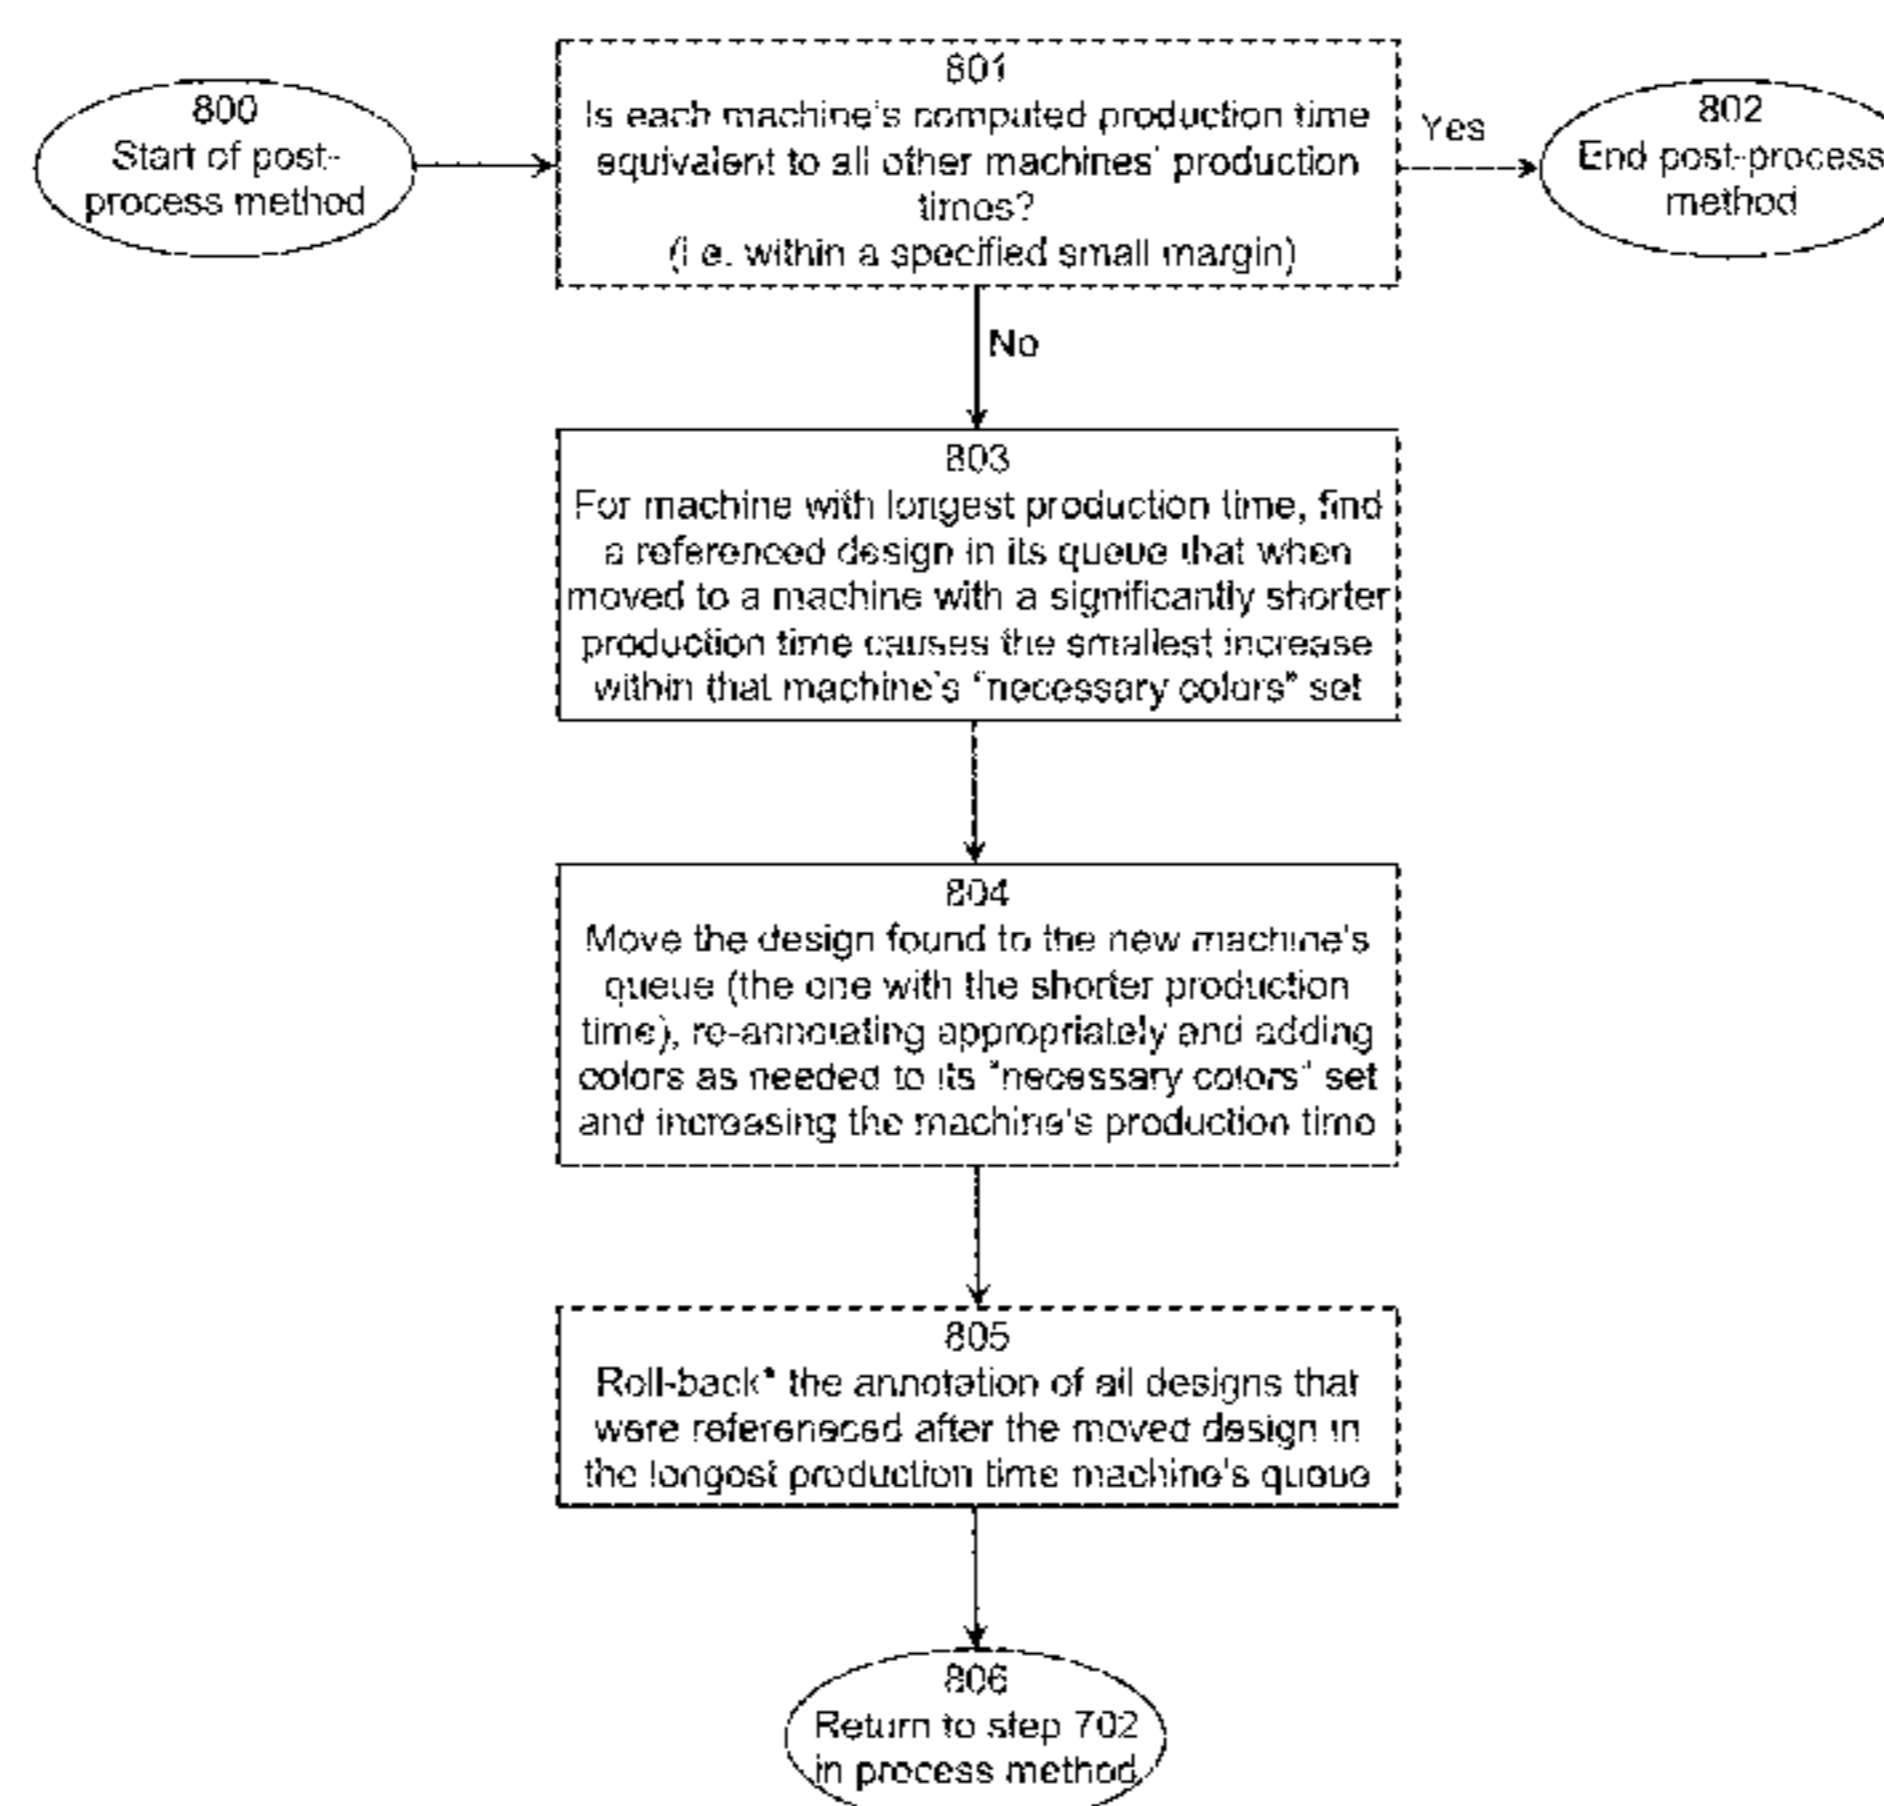 800
Start of post-
process method
801
Is each machine's computed production time
equivalent to all other machines' production
times?
(i.e. within a specified small margin)
Yes
802
End post-process
method
No
803
For machine with longest production time, find
a referenced design in its queue that when
moved to a machine with a significantly shorter
production time causes the smallest increase
within that machine's "necessary colors" set
804
Move the design found to the new machine's
queue (the one with the shorter production
time), re-annotating appropriately and adding
colors as needed to its "necessary colors" set
and increasing the machine's production time
805
Roll-back* the annotation of all designs that
were refereneced after the moved design in
the longest production time machine's queue
806
Return to step 702
in process method